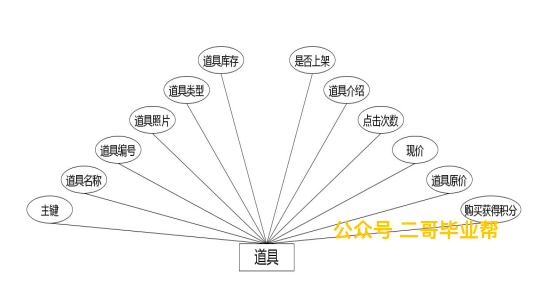 道具库存
是否上架
道具类型
道具介绍
道具照片
点击次数
道具编号
现价
道具名称
道具原价
主键
购买获得积分
公众号 二哥毕业帮
道具